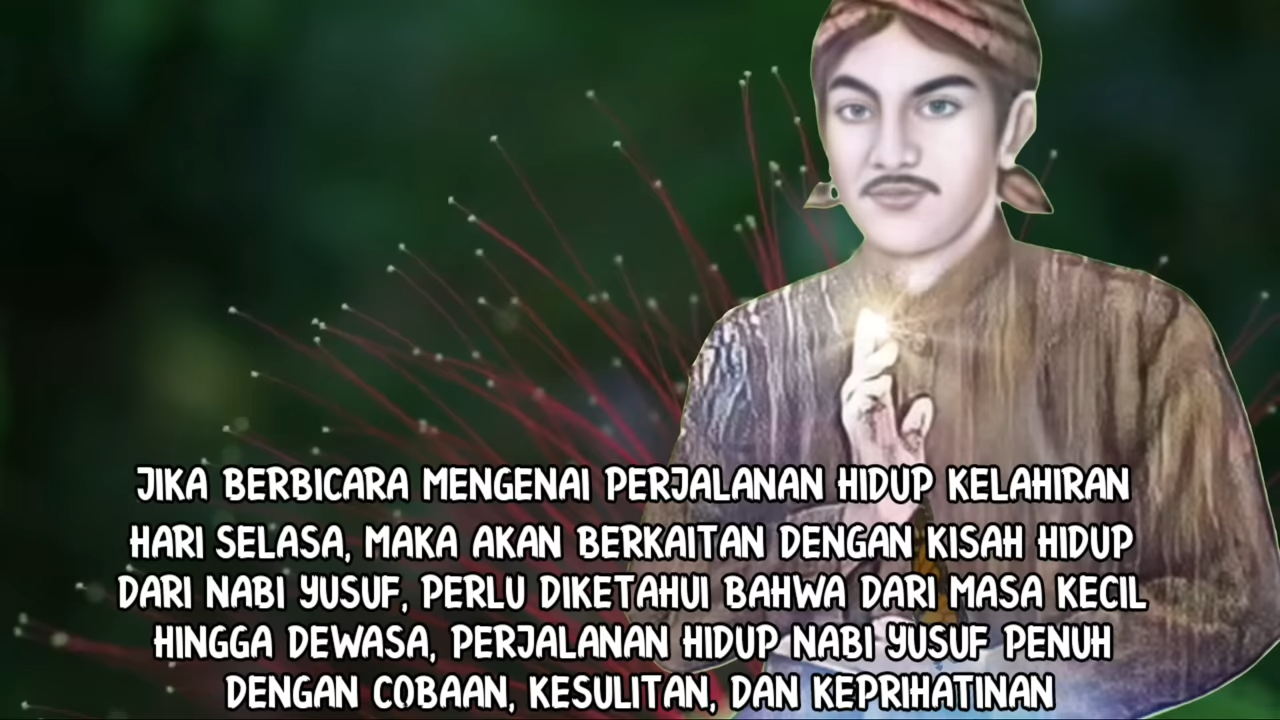 JIKA BERBICARA MENGENAI PERJALANAN HIDUP KELAHIRAN
HARI SELASA, MAKA AKAN BERKAITAN DENGAN KISAH HIDUP
DARI NABI YUSUF, PERLU DIKETAHUI BAHWA DARI MASA KECIL
HINGGA DEWASA, PERJALANAN HIDUP NABI YUSUF PENUH
DENGAN COBAAN, KESULITAN, DAN KEPRIHATINAN